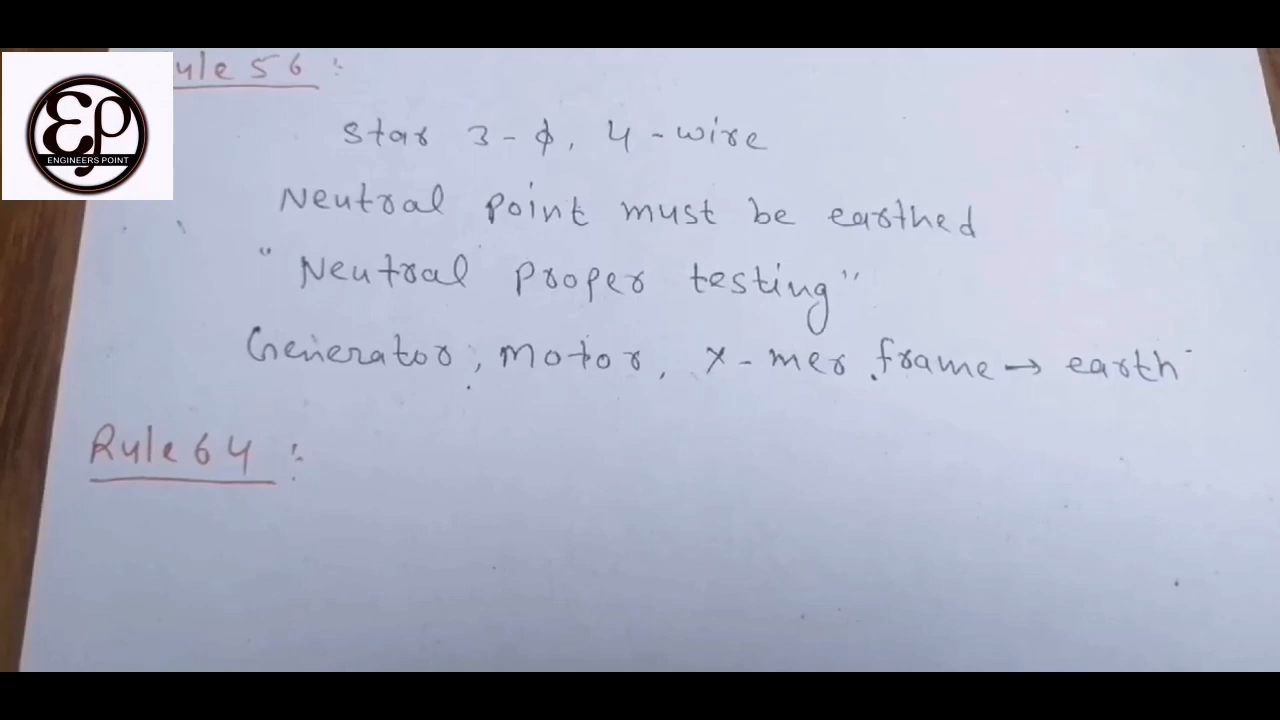 ule 56 :
Star 3-ϕ, 4-wire
Neutral point must be earthed
"Neutral proper testing"
Generator, motor, x-mer frame → earth
Rule 64 :
EP
ENGINEERS POINT